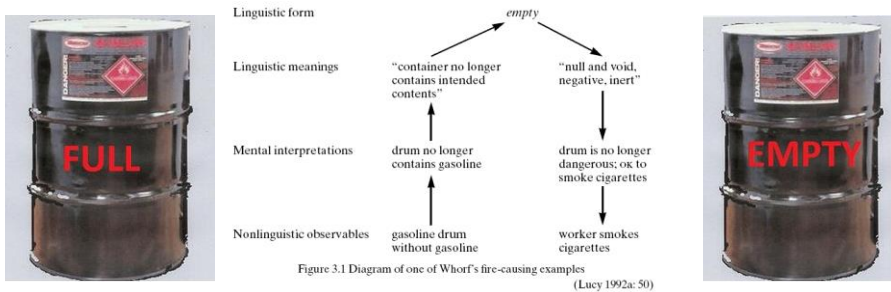 Linguistic form empty
Linguistic meanings “container no longer “null and void,
contains intended negative, inert”
contents”
Mental interpretations drum no longer drum is no longer
contains gasoline dangerous; OK to
smoke cigarettes
Nonlinguistic observables gasoline drum worker smokes
without gasoline cigarettes
Figure 3.1 Diagram of one of Whorf’s fire-causing examples
(Lucy 1992a: 50)
DANGER!
FULL
DANGER!
EMPTY